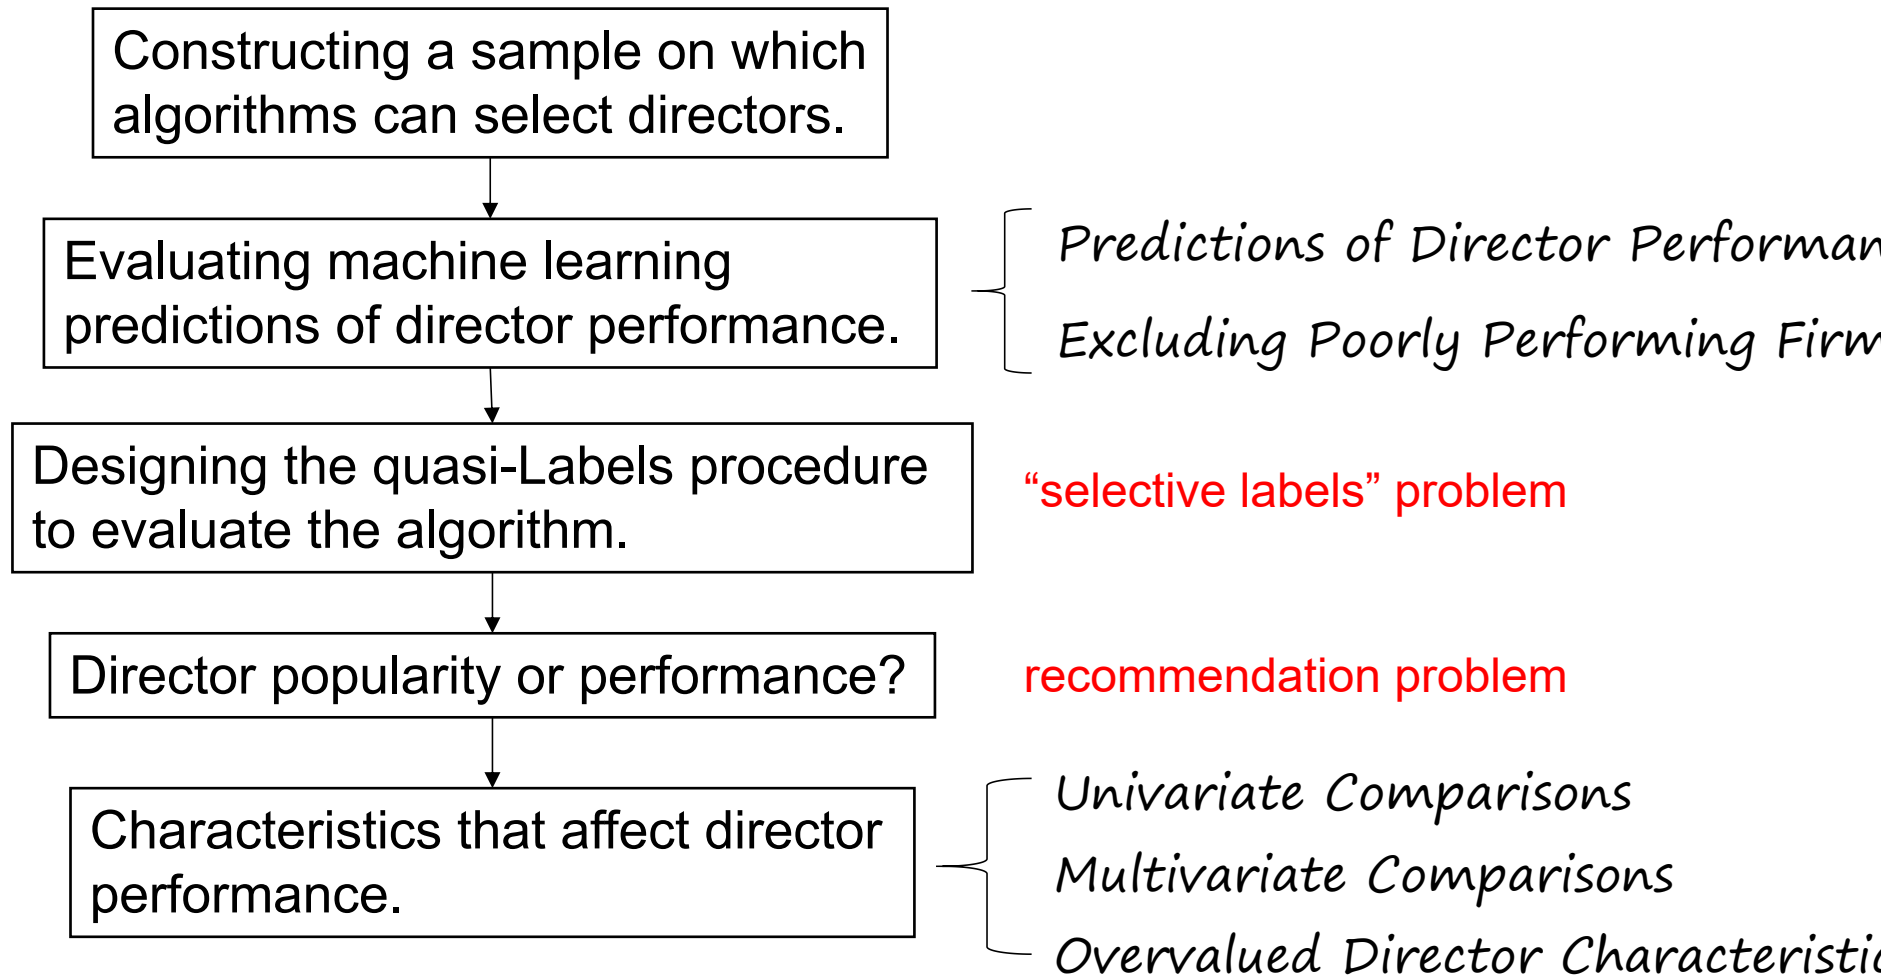 Constructing a sample on which
algorithms can select directors.
Evaluating machine learning
predictions of director performance.
Predictions of Director
Excluding Poorly Performing
Designing the quasi-Labels procedure
to evaluate the algorithm.
“selective labels” problem
Director popularity or performance?
recommendation problem
Characteristics that affect director
performance.
Univariate Comparisons
Multivariate Comparisons
Overvalued Director